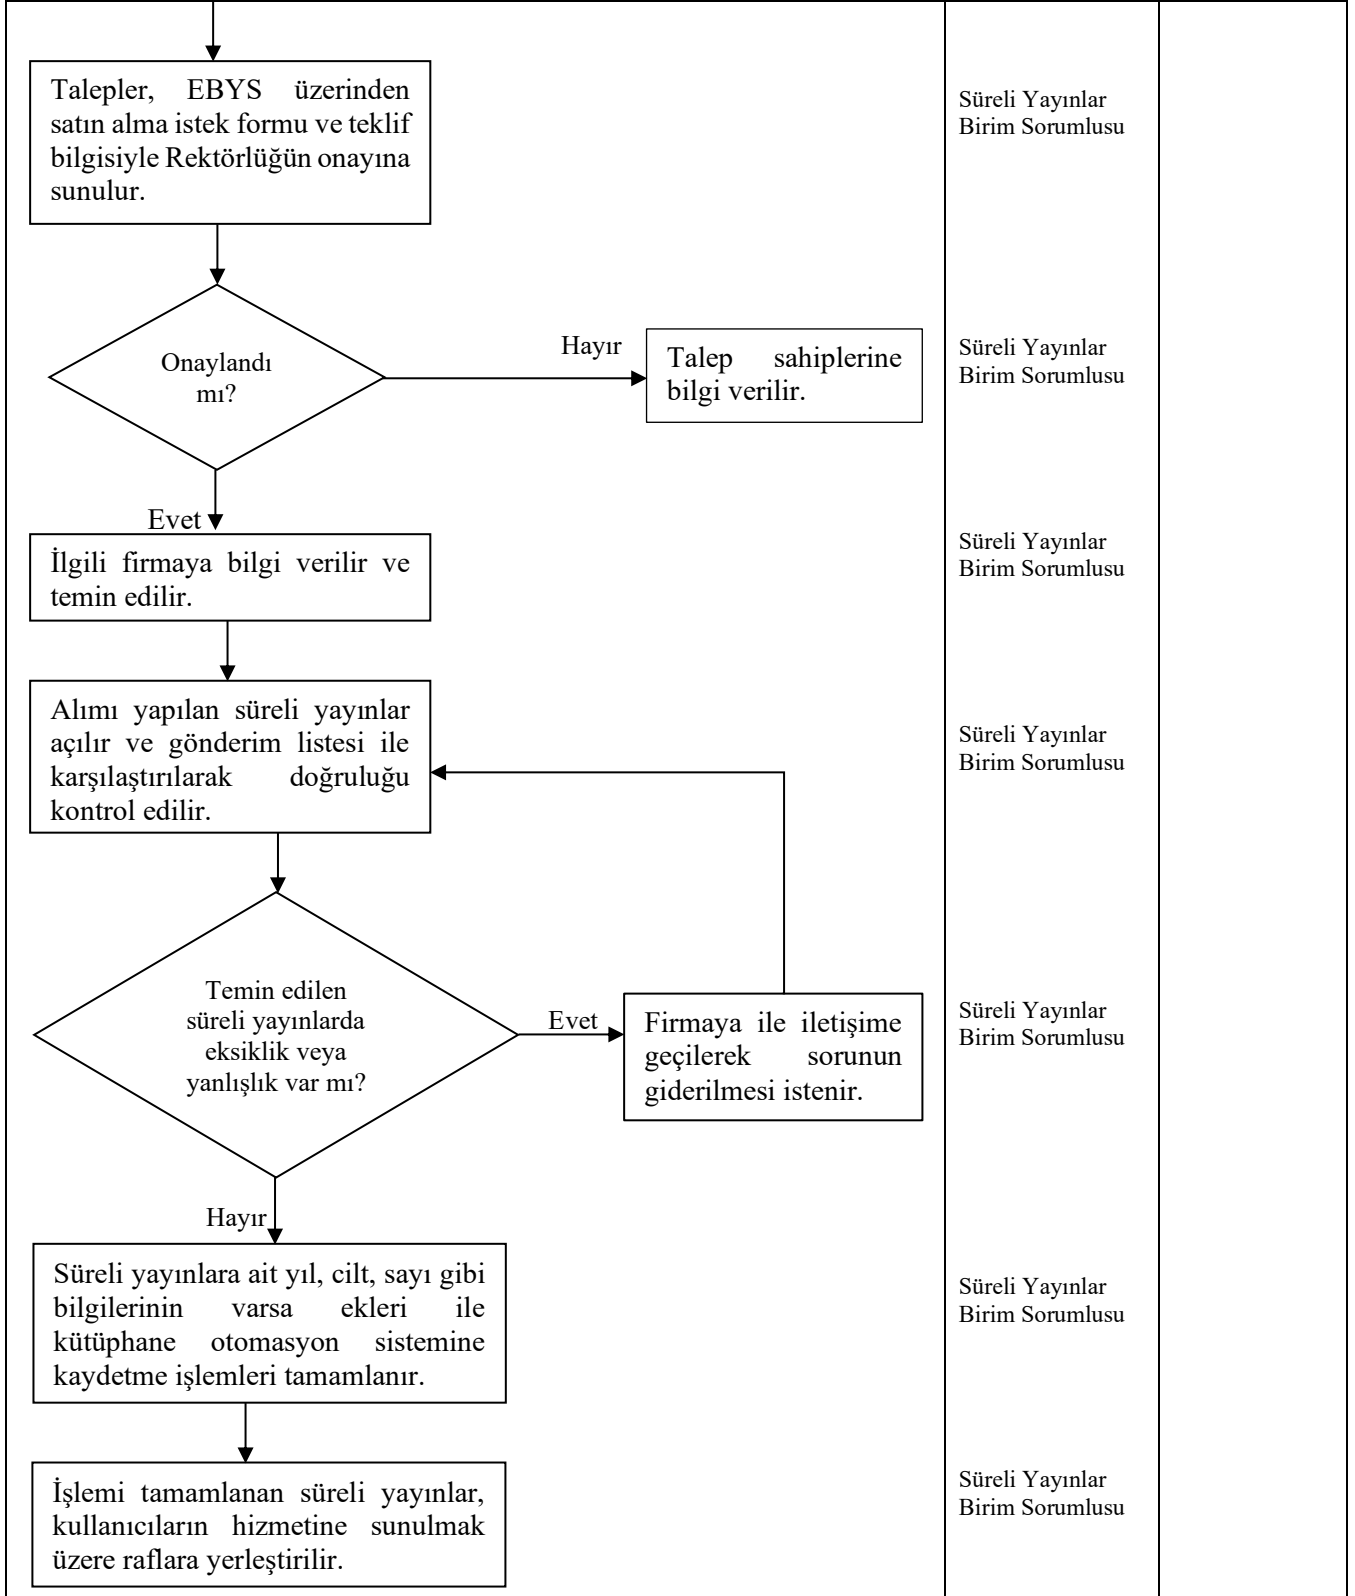 Talepler, EBYS üzerinden
satın alma istek formu ve teklif
bilgisiyle Rektörlüğün onayına
sunulur.
Süreli Yayınlar
Birim Sorumlusu
Onaylandı
mı?
Hayır
Talep sahiplerine
bilgi verilir.
Süreli Yayınlar
Birim Sorumlusu
Evet
İlgili firmaya bilgi verilir ve
temin edilir.
Süreli Yayınlar
Birim Sorumlusu
Alımı yapılan süreli yayınlar
açılır ve gönderim listesi ile
karşılaştırılarak doğruluğu
kontrol edilir.
Süreli Yayınlar
Birim Sorumlusu
Temin edilen
süreli yayınlarda
eksiklik veya
yanlışlık var mı?
Evet
Firmaya ile iletişime
geçilerek sorunun
giderilmesi istenir.
Süreli Yayınlar
Birim Sorumlusu
Hayır
Süreli yayınlara ait yıl, cilt, sayı gibi
bilgilerinin varsa ekleri ile
kütüphane otomasyon sistemine
kaydetme işlemleri tamamlanır.
Süreli Yayınlar
Birim Sorumlusu
İşlemi tamamlanan süreli yayınlar,
kullanıcıların hizmetine sunulmak
üzere raflara yerleştirilir.
Süreli Yayınlar
Birim Sorumlusu